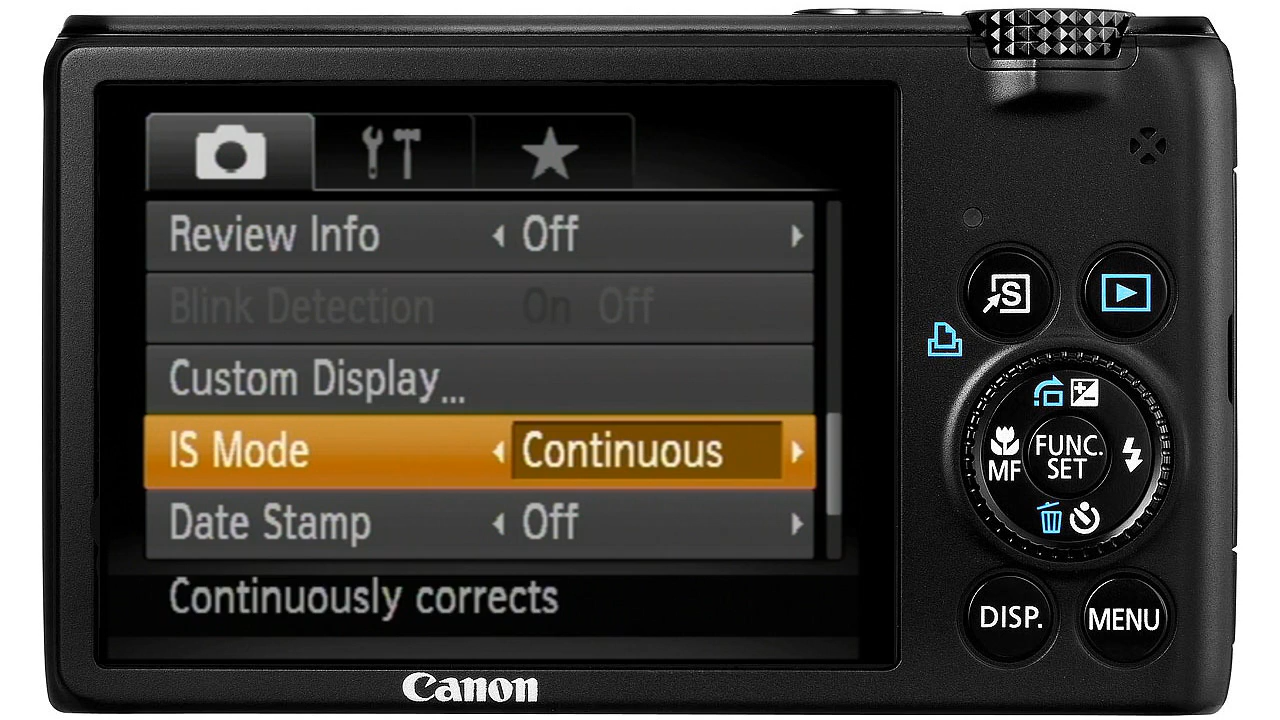 Review Info Off
Blink Detection On Off
Custom Display...
IS Mode Continuous
Date Stamp Off
Continuously corrects
Canon
S
MF
FUNC.
SET
DISP.
MENU